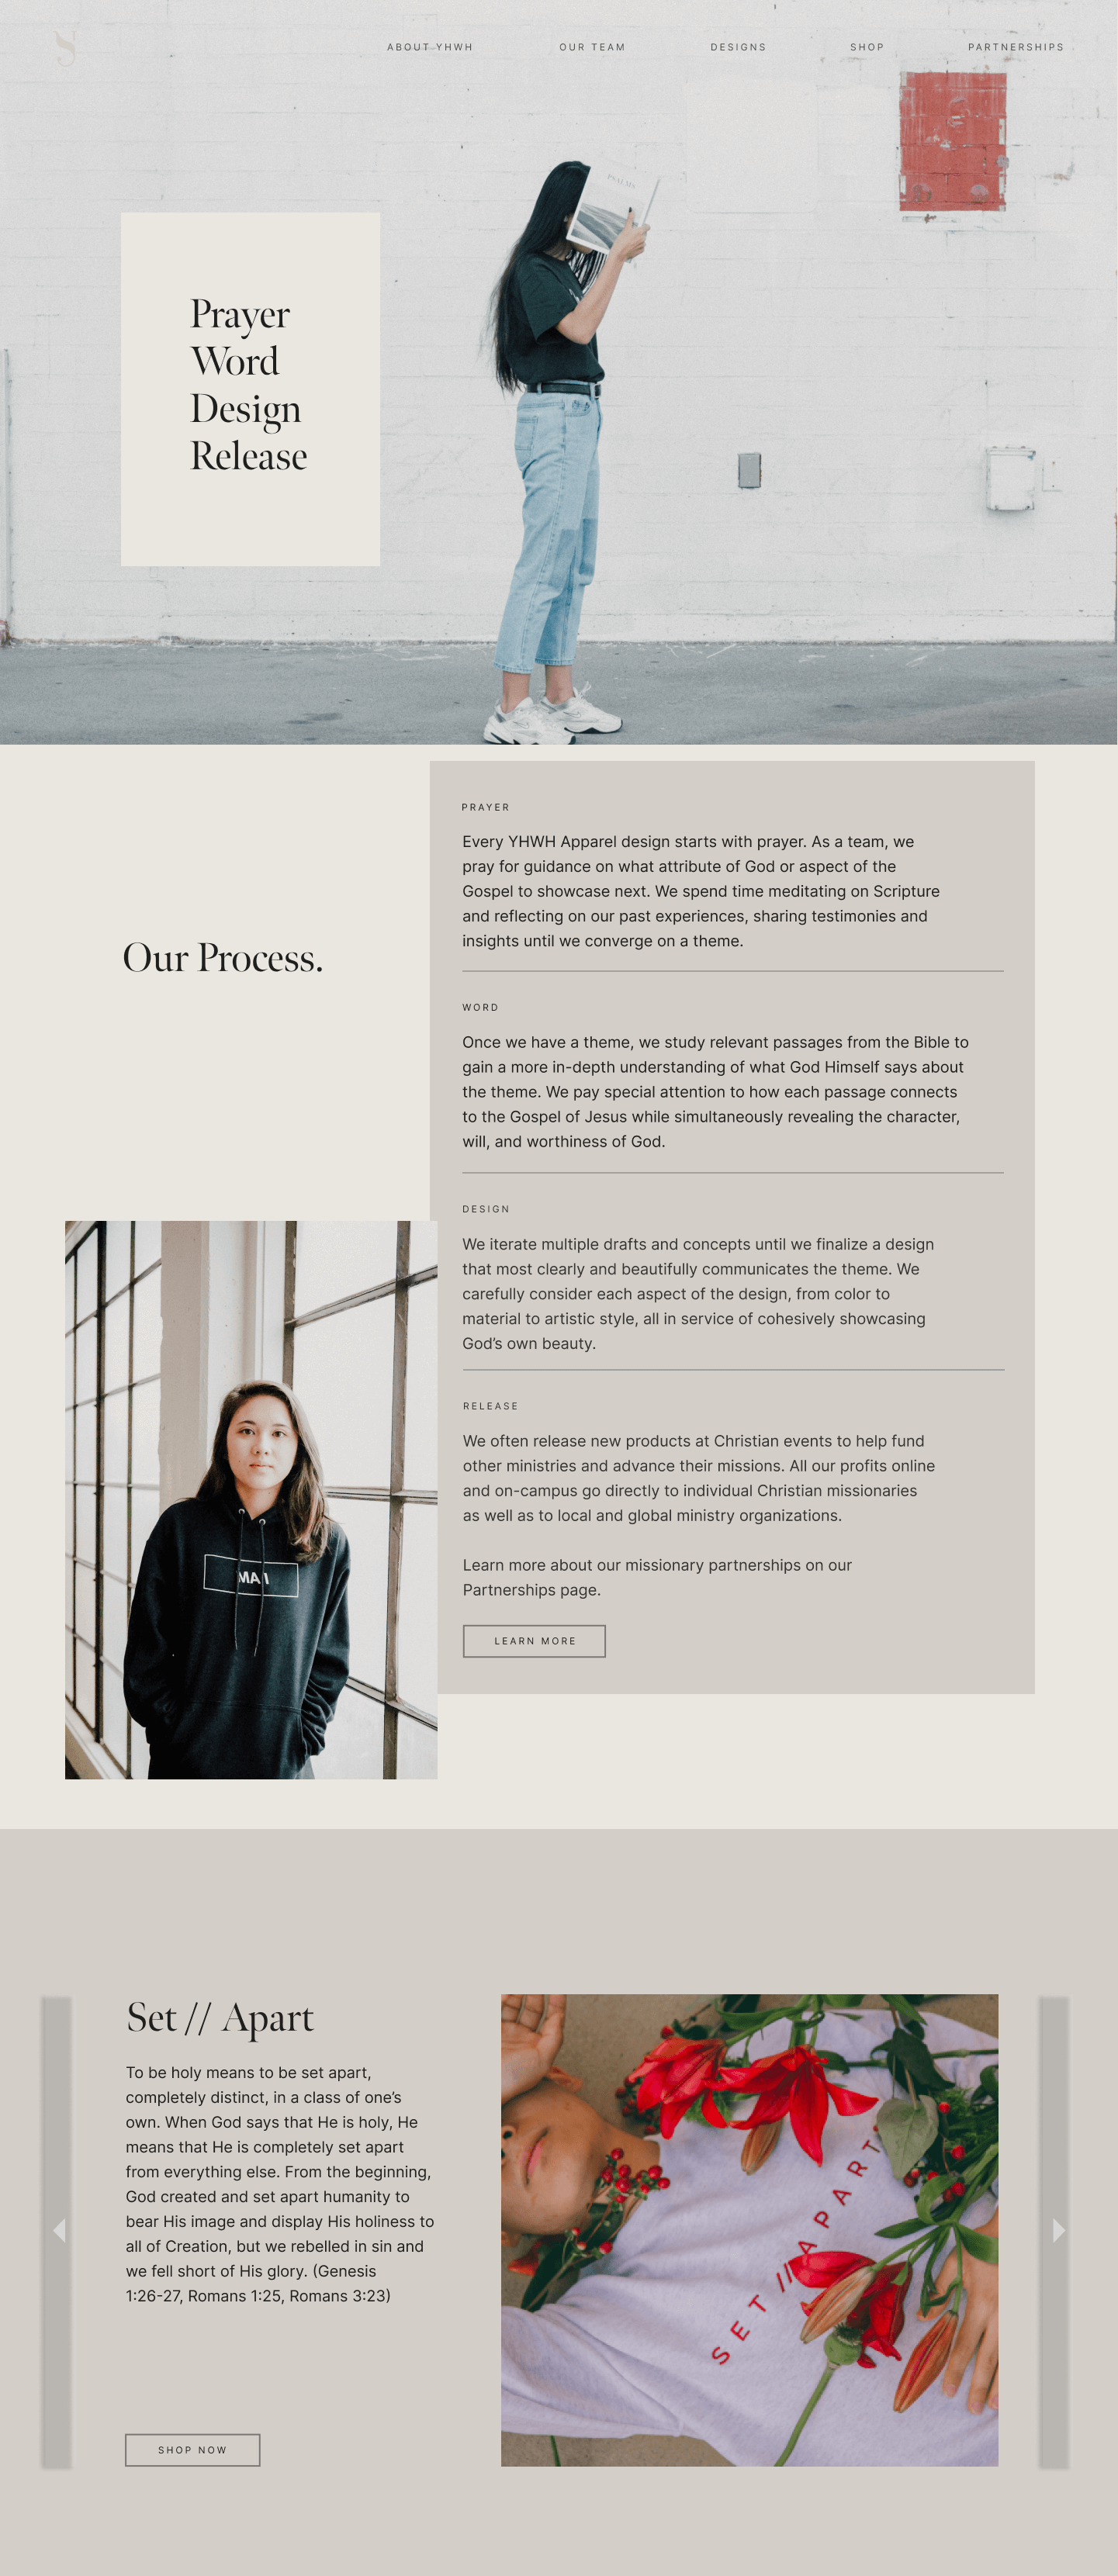 S
ABOUT YHWH
OUR TEAM
DESIGNS
SHOP
PARTNERSHIPS
PSALMS
Prayer
Word
Design
Release
Our Process.
PRAYER
Every YHWH Apparel design starts with prayer. As a team, we
pray for guidance on what attribute of God or aspect of the
Gospel to showcase next. We spend time meditating on Scripture
and reflecting on our past experiences, sharing testimonies and
insights until we converge on a theme.
WORD
Once we have a theme, we study relevant passages from the Bible to
gain a more in-depth understanding of what God Himself says about
the theme. We pay special attention to how each passage connects
to the Gospel of Jesus while simultaneously revealing the character,
will, and worthiness of God.
DESIGN
We iterate multiple drafts and concepts until we finalize a design
that most clearly and beautifully communicates the theme. We
carefully consider each aspect of the design, from color to
material to artistic style, all in service of cohesively showcasing
God’s own beauty.
RELEASE
We often release new products at Christian events to help fund
other ministries and advance their missions. All our profits online
and on-campus go directly to individual Christian missionaries
as well as to local and global ministry organizations.
Learn more about our missionary partnerships on our
Partnerships page.
LEARN MORE
Set // Apart
To be holy means to be set apart,
completely distinct, in a class of one’s
own. When God says that He is holy, He
means that He is completely set apart
from everything else. From the beginning,
God created and set apart humanity to
bear His image and display His holiness to
all of Creation, but we rebelled in sin and
we fell short of His glory. (Genesis
1:26-27, Romans 1:25, Romans 3:23)
SHOP NOW
SET // APART